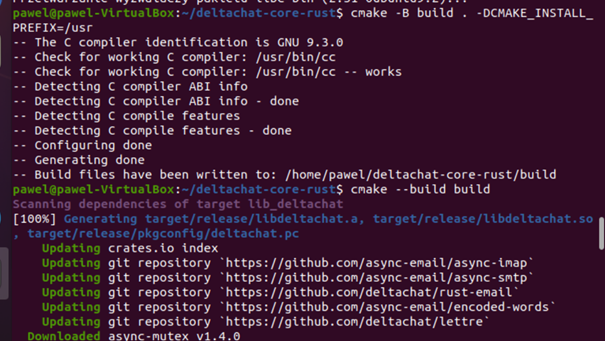 pawel@pawel-VirtualBox:~/deltachat-core-rust$ cmake -B build . -DCMAKE_INSTALL_
PREFIX=/usr
-- The C compiler identification is GNU 9.3.0
-- Check for working C compiler: /usr/bin/cc
-- Check for working C compiler: /usr/bin/cc -- works
-- Detecting C compiler ABI info
-- Detecting C compiler ABI info - done
-- Detecting C compile features
-- Detecting C compile features - done
-- Configuring done
-- Generating done
-- Build files have been written to: /home/pawel/deltachat-core-rust/build
pawel@pawel-VirtualBox:~/deltachat-core-rust$ cmake --build build
Scanning dependencies of target lib_deltachat
[100%] Generating target/release/libdeltachat.a, target/release/libdeltachat.so
, target/release/pkgconfig/deltachat.pc
Updating crates.io index
Updating git repository `https://github.com/async-email/async-imap`
Updating git repository `https://github.com/async-email/async-smtp`
Updating git repository `https://github.com/deltachat/rust-email`
Updating git repository `https://github.com/async-email/encoded-words`
Updating git repository `https://github.com/deltachat/lettre`
Downloaded async-mutex v1.4.0